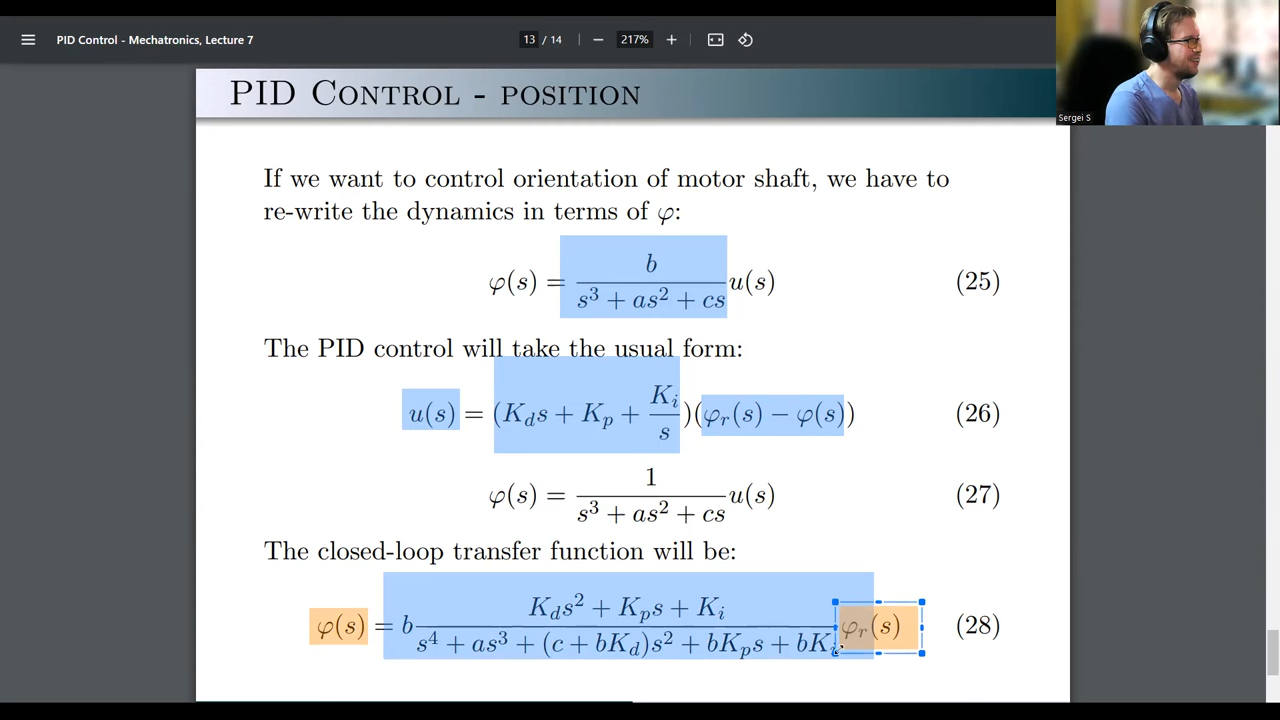 PID Control - Mechatronics, Lecture 7
13 / 14
217%
Sergei S
PID Control - position
If we want to control orientation of motor shaft, we have to
re-write the dynamics in terms of φ:
φ(s) = b / (s³ + as² + cs) u(s) (25)
The PID control will take the usual form:
u(s) = (K_d s + K_p + K_i / s)(φ_r(s) − φ(s)) (26)
φ(s) = 1 / (s³ + as² + cs) u(s) (27)
The closed-loop transfer function will be:
φ(s) = b (K_d s² + K_p s + K_i) / (s⁴ + as³ + (c + bK_d)s² + bK_p s + bK_i) φ_r(s) (28)